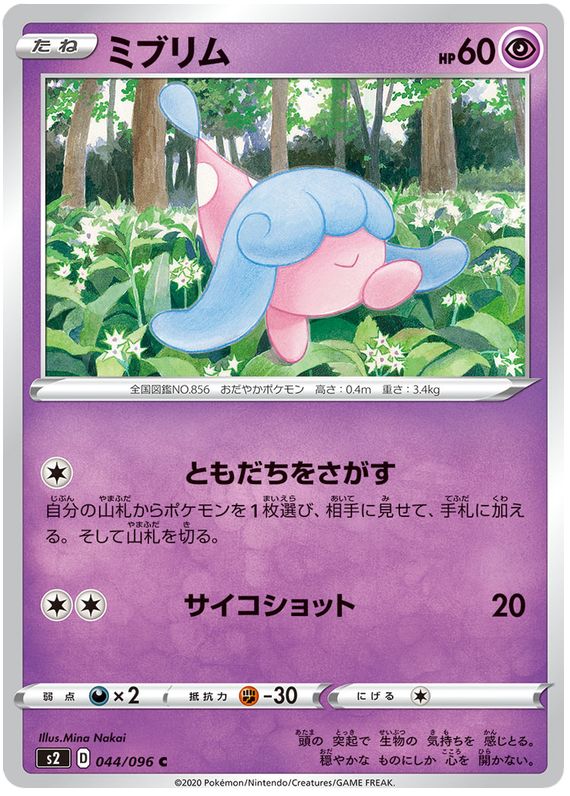 たね ミブリム HP60
全国図鑑NO.856 おだやかポケモン 高さ:0.4m 重さ:3.4kg
ともだちをさがす
自分の山札からポケモンを1枚選び、相手に見せて、手札に加え
る。そして山札を切る。
サイコショット 20
弱点 ×2 抵抗力 -30 にげる
Illus.Mina Nakai
s2 D 044/096 C
頭の 突起で 生物の 気持ちを 感じとる。
穏やかな ものにしか 心を 開かない。
©2020 Pokémon/Nintendo/Creatures/GAME FREAK.